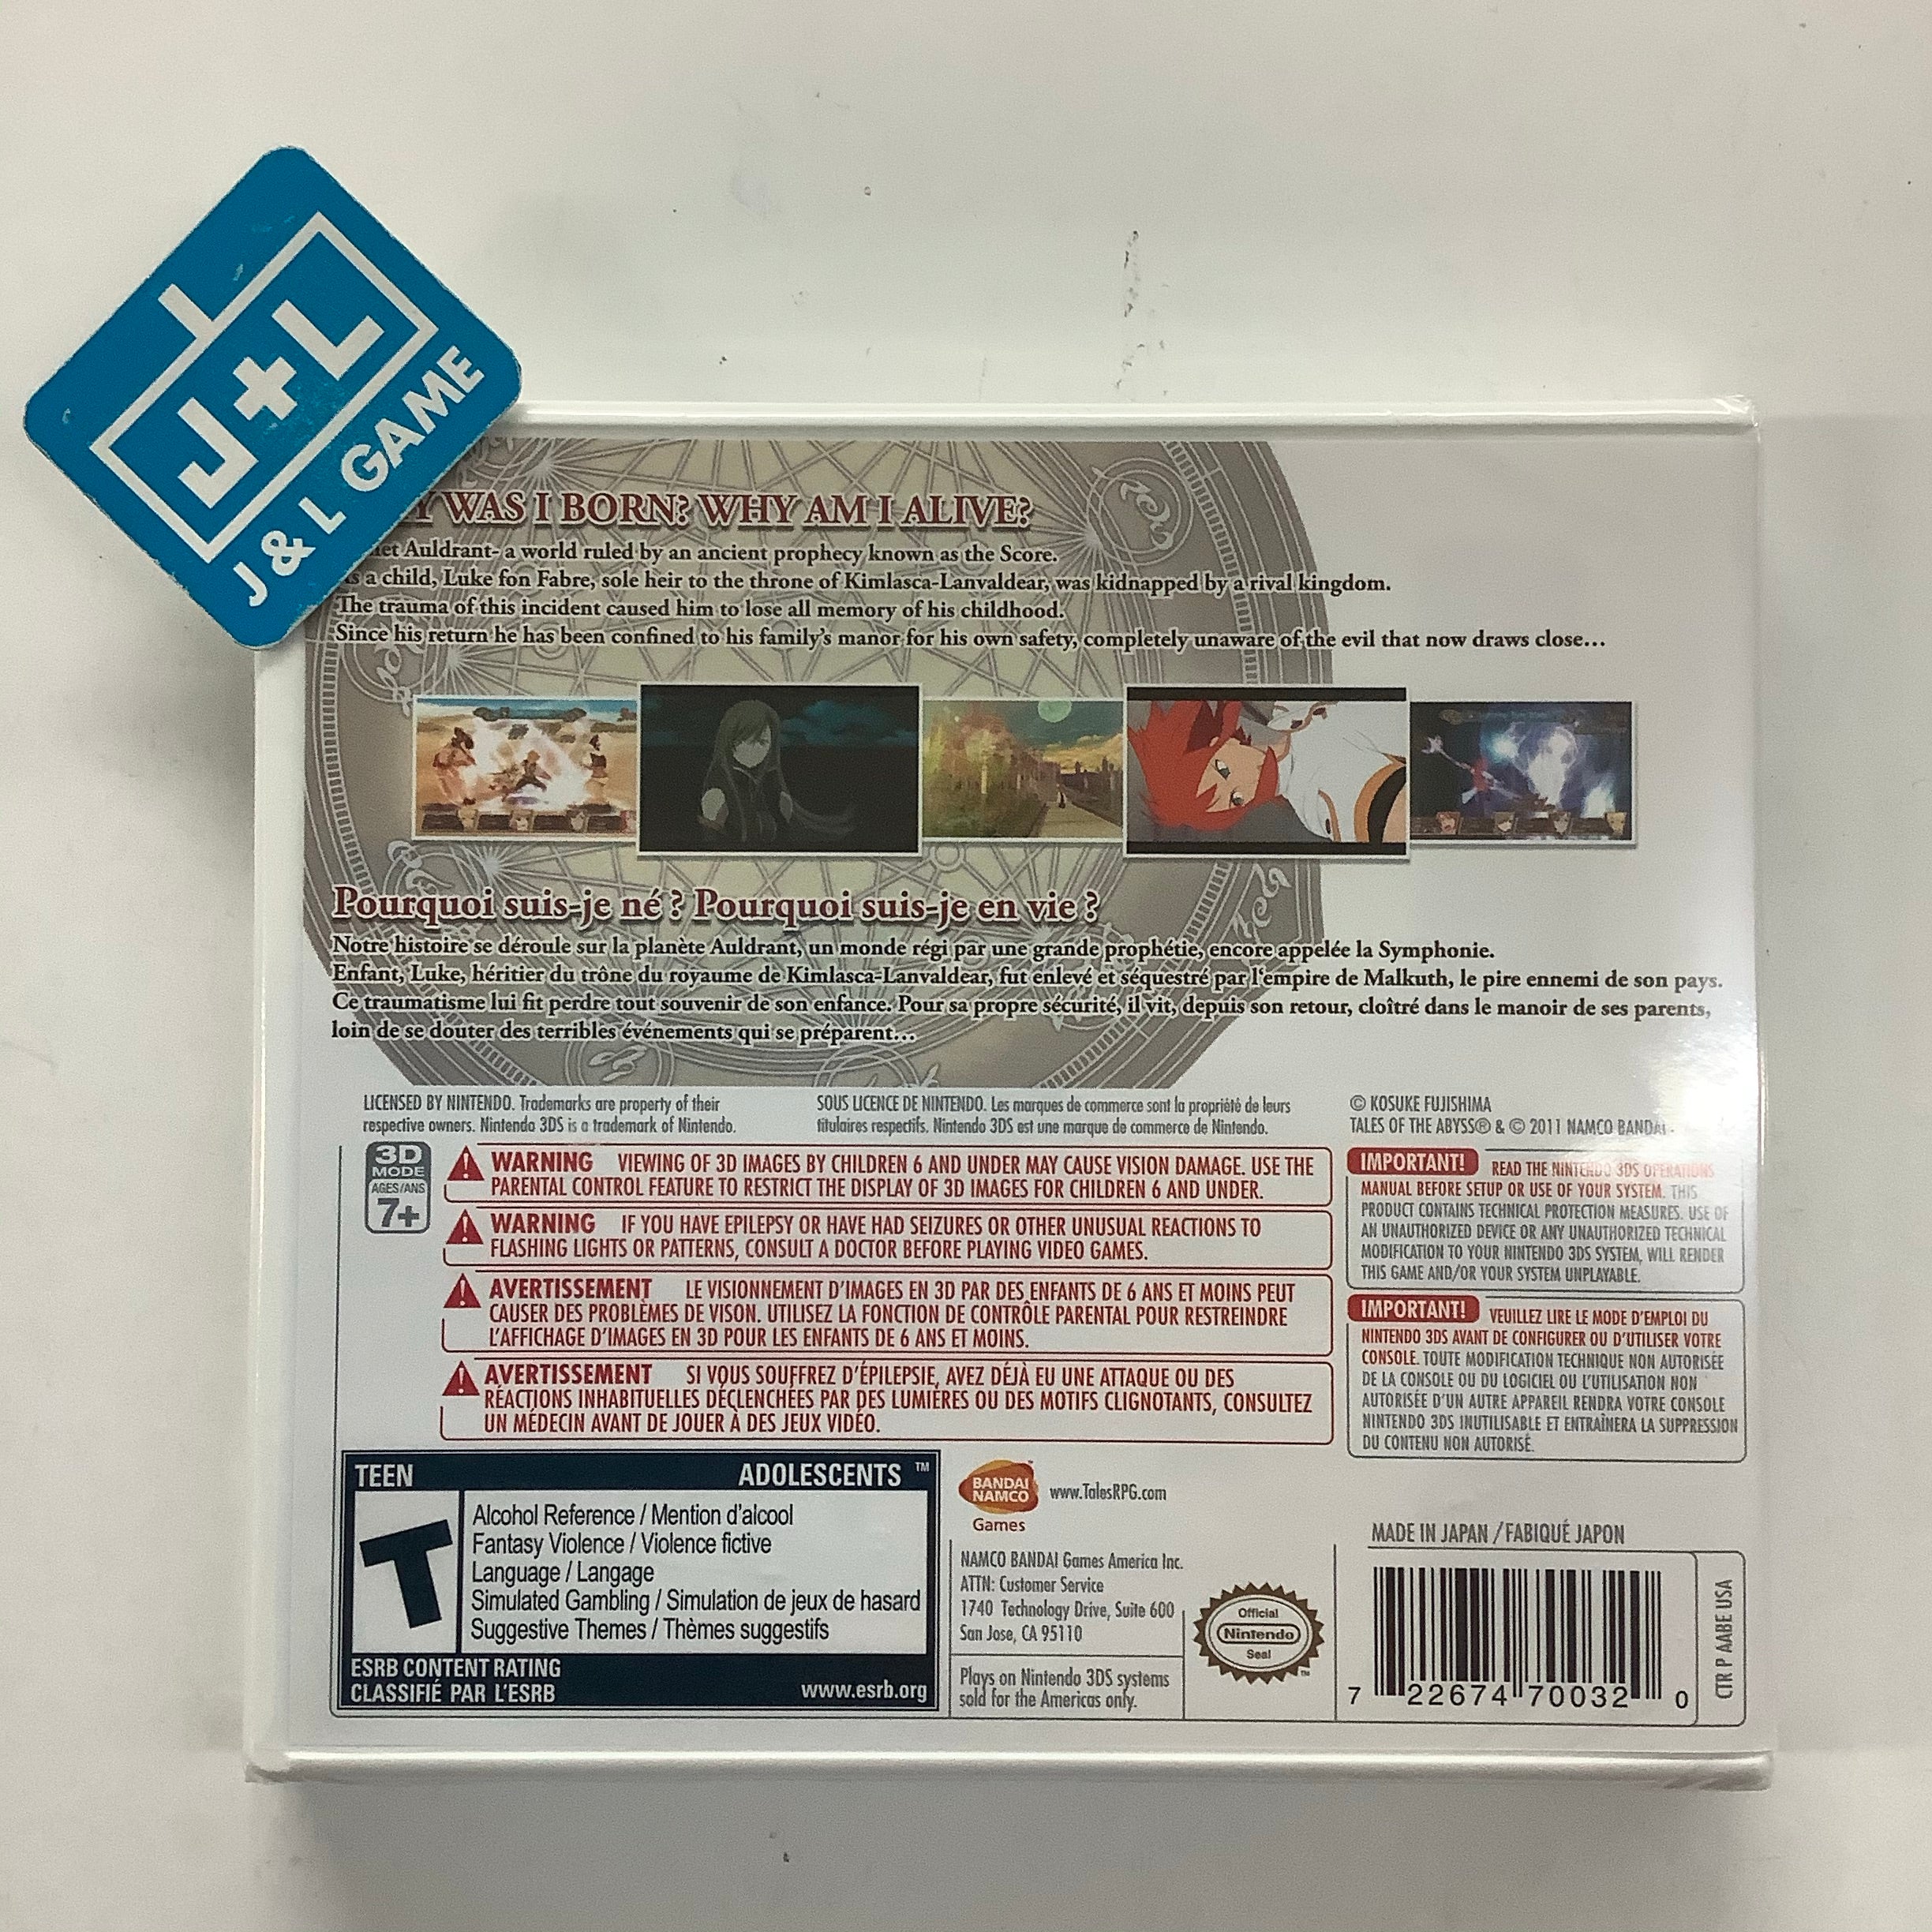 J+L
J & L GAME
WAS I BORN? WHY AM I ALIVE?
Auldrant- a world ruled by an ancient prophecy known as the Score.
a child, Luke fon Fabre, sole heir to the throne of Kimlasca-Lanvaldear, was kidnapped by a rival kingdom.
The trauma of this incident caused him to lose all memory of his childhood.
Since his return he has been confined to his family's manor for his own safety, completely unaware of the evil that now draws close...
Pourquoi suis-je né ? Pourquoi suis-je en vie ?
Notre histoire se déroule sur la planète Auldrant, un monde régi par une grande prophétie, encore appelée la Symphonie.
Enfant, Luke, héritier du trône du royaume de Kimlasca-Lanvaldear, fut enlevé et séquestré par l'empire de Malkuth, le pire ennemi de son pays.
Ce traumatisme lui fit perdre tout souvenir de son enfance. Pour sa propre sécurité, il vit, depuis son retour, cloîtré dans le manoir de ses parents,
loin de se douter des terribles événements qui se préparent...
LICENSED BY NINTENDO. Trademarks are property of their
respective owners. Nintendo 3DS is a trademark of Nintendo.
SOUS LICENCE DE NINTENDO. Les marques de commerce sont la propriété de leurs
titulaires respectifs. Nintendo 3DS est une marque de commerce de Nintendo.
© KOSUKE FUJISHIMA
TALES OF THE ABYSS® & © 2011 NAMCO BANDAI
3D
MODE
AGES/ANS
7+
WARNING VIEWING OF 3D IMAGES BY CHILDREN 6 AND UNDER MAY CAUSE VISION DAMAGE. USE THE
PARENTAL CONTROL FEATURE TO RESTRICT THE DISPLAY OF 3D IMAGES FOR CHILDREN 6 AND UNDER.
WARNING IF YOU HAVE EPILEPSY OR HAVE HAD SEIZURES OR OTHER UNUSUAL REACTIONS TO
FLASHING LIGHTS OR PATTERNS, CONSULT A DOCTOR BEFORE PLAYING VIDEO GAMES.
AVERTISSEMENT LE VISIONNEMENT D'IMAGES EN 3D PAR DES ENFANTS DE 6 ANS ET MOINS PEUT
CAUSER DES PROBLÈMES DE VISON. UTILISEZ LA FONCTION DE CONTRÔLE PARENTAL POUR RESTREINDRE
L'AFFICHAGE D'IMAGES EN 3D POUR LES ENFANTS DE 6 ANS ET MOINS.
AVERTISSEMENT SI VOUS SOUFFREZ D'ÉPILEPSIE, AVEZ DÉJÀ EU UNE ATTAQUE OU DES
RÉACTIONS INHABITUELLES DÉCLENCHÉES PAR DES LUMIÈRES OU DES MOTIFS CLIGNOTANTS, CONSULTEZ
UN MÉDECIN AVANT DE JOUER À DES JEUX VIDÉO.
IMPORTANT! READ THE NINTENDO 3DS OPERATIONS
MANUAL BEFORE SETUP OR USE OF YOUR SYSTEM. THIS
PRODUCT CONTAINS TECHNICAL PROTECTION MEASURES. USE OF
AN UNAUTHORIZED DEVICE OR ANY UNAUTHORIZED TECHNICAL
MODIFICATION TO YOUR NINTENDO 3DS SYSTEM, WILL RENDER
THIS GAME AND/OR YOUR SYSTEM UNPLAYABLE.
IMPORTANT! VEUILLEZ LIRE LE MODE D'EMPLOI DU
NINTENDO 3DS AVANT DE CONFIGURER OU D'UTILISER VOTRE
CONSOLE. TOUTE MODIFICATION TECHNIQUE NON AUTORISÉE
DE LA CONSOLE OU DU LOGICIEL OU L'UTILISATION NON
AUTORISÉE D'UN AUTRE APPAREIL RENDRA VOTRE CONSOLE
NINTENDO 3DS INUTILISABLE ET ENTRAÎNERA LA SUPPRESSION
DU CONTENU NON AUTORISÉ.
TEEN ADOLESCENTS ™
T
Alcohol Reference / Mention d'alcool
Fantasy Violence / Violence fictive
Language / Langage
Simulated Gambling / Simulation de jeux de hasard
Suggestive Themes / Thèmes suggestifs
ESRB CONTENT RATING
CLASSIFIÉ PAR L'ESRB www.esrb.org
BANDAI
NAMCO
Games
www.TalesRPG.com
NAMCO BANDAI Games America Inc.
ATTN: Customer Service
1740 Technology Drive, Suite 600
San Jose, CA 95110
Plays on Nintendo 3DS systems
sold for the Americas only.
Official
Nintendo
Seal
™
MADE IN JAPAN / FABIQUÉ JAPON
7 22674 70032 0
CTR P AABE USA